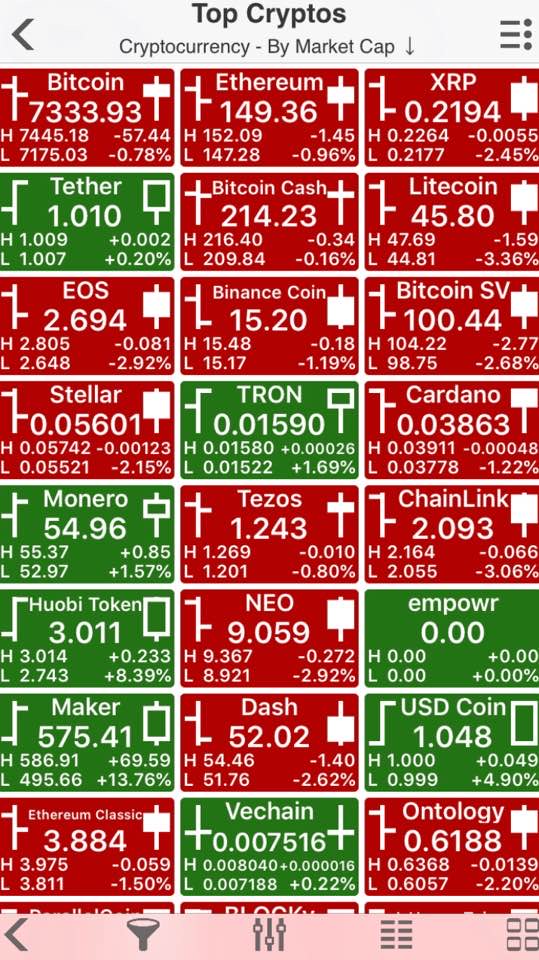 Top Cryptos
Cryptocurrency - By Market Cap ↓
Bitcoin
7333.93
H 7445.18 -57.44
L 7175.03 -0.78%
Ethereum
149.36
H 152.09 -1.45
L 147.28 -0.96%
XRP
0.2194
H 0.2264 -0.0055
L 0.2177 -2.45%
Tether
1.010
H 1.009 +0.002
L 1.007 +0.20%
Bitcoin Cash
214.23
H 216.40 -0.34
L 209.84 -0.16%
Litecoin
45.80
H 47.69 -1.59
L 44.81 -3.36%
EOS
2.694
H 2.805 -0.081
L 2.648 -2.92%
Binance Coin
15.20
H 15.48 -0.18
L 15.17 -1.19%
Bitcoin SV
100.44
H 104.22 -2.77
L 98.75 -2.68%
Stellar
0.05601
H 0.05742 -0.00123
L 0.05521 -2.15%
TRON
0.01590
H 0.01580 +0.00026
L 0.01522 +1.69%
Cardano
0.03863
H 0.03911 -0.00048
L 0.03778 -1.22%
Monero
54.96
H 55.37 +0.85
L 52.97 +1.57%
Tezos
1.243
H 1.269 -0.010
L 1.201 -0.80%
ChainLink
2.093
H 2.164 -0.066
L 2.055 -3.06%
Huobi Token
3.011
H 3.014 +0.233
L 2.743 +8.39%
NEO
9.059
H 9.367 -0.272
L 8.921 -2.92%
empowr
0.00
H 0.00 +0.00
L 0.00 +0.00%
Maker
575.41
H 586.91 +69.59
L 495.66 +13.76%
Dash
52.02
H 54.46 -1.40
L 51.76 -2.62%
USD Coin
1.048
H 1.000 +0.049
L 0.999 +4.90%
Ethereum Classic
3.884
H 3.975 -0.059
L 3.811 -1.50%
Vechain
0.007516
H 0.008040 +0.000016
L 0.007188 +0.22%
Ontology
0.6188
H 0.6368 -0.0139
L 0.6057 -2.20%